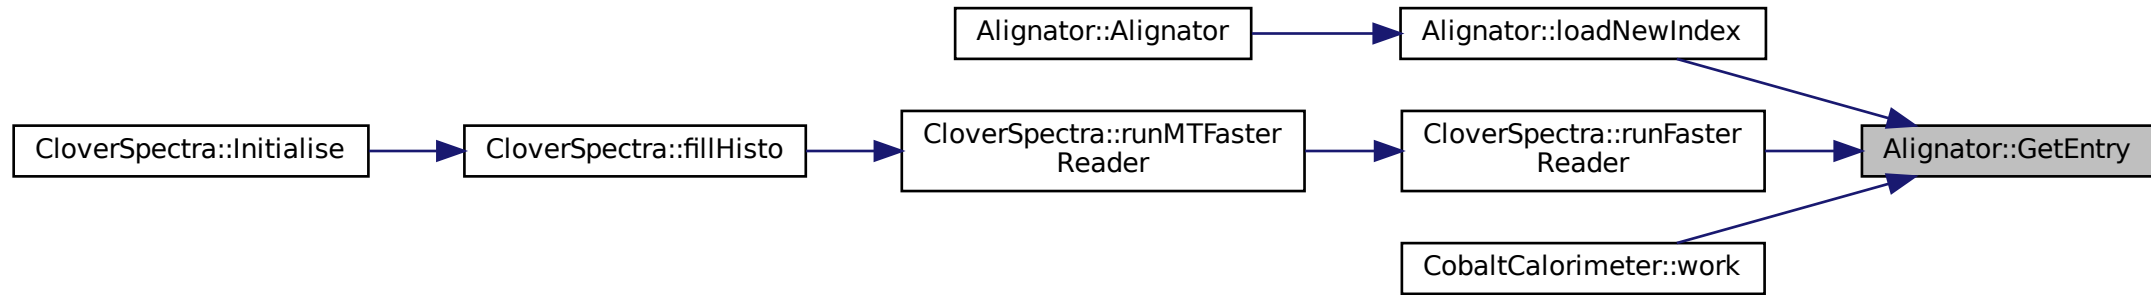 Alignator::Alignator
Alignator::loadNewIndex
CloverSpectra::Initialise
CloverSpectra::fillHisto
CloverSpectra::runMTFaster
Reader
CloverSpectra::runFaster
Reader
Alignator::GetEntry
CobaltCalorimeter::work